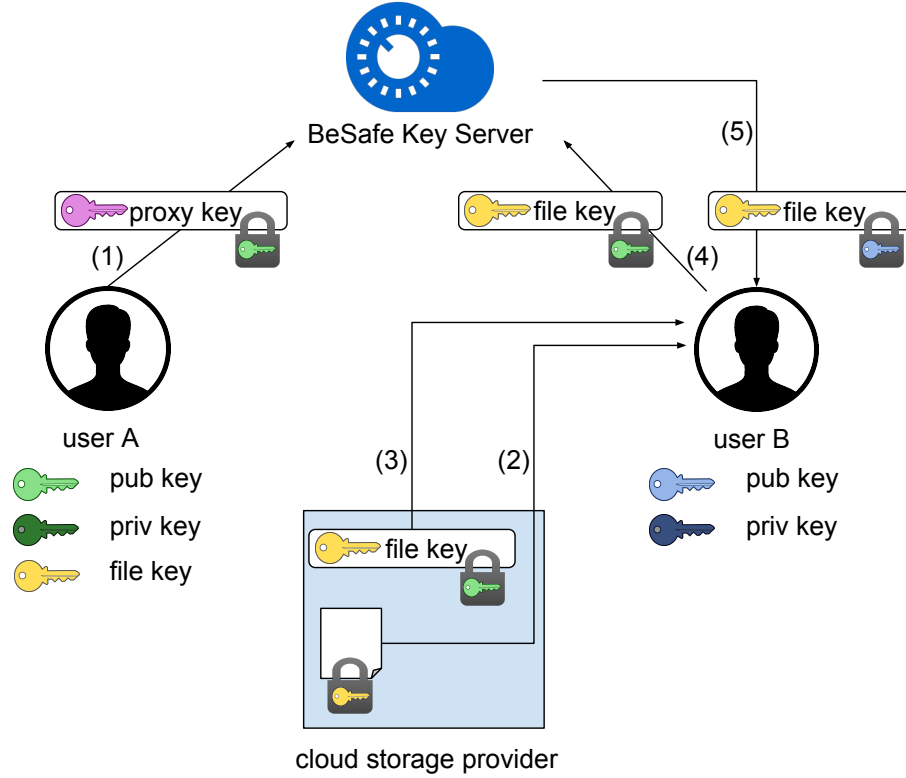 BeSafe Key Server
(5)
proxy key
file key
file key
(1)
(4)
user A
user B
(3)
(2)
pub key
pub key
priv key
priv key
file key
file key
cloud storage provider